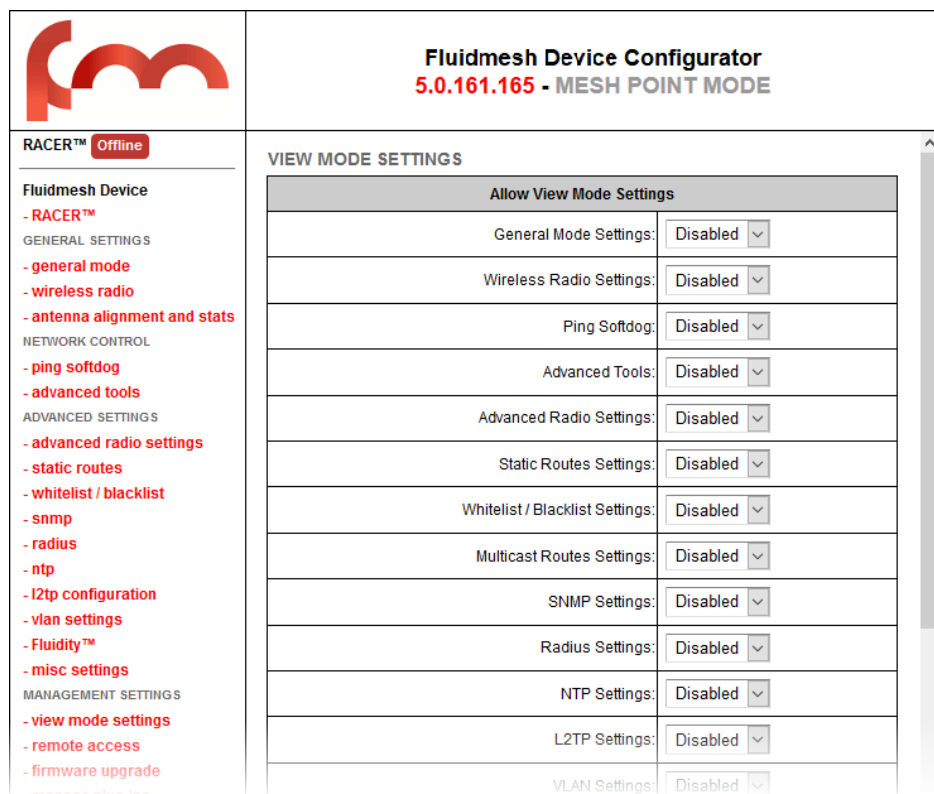 fm
Fluidmesh Device Configurator
5.0.161.165 - MESH POINT MODE
RACER™ Offline
Fluidmesh Device
- RACER™
GENERAL SETTINGS
- general mode
- wireless radio
- antenna alignment and stats
NETWORK CONTROL
- ping softdog
- advanced tools
ADVANCED SETTINGS
- advanced radio settings
- static routes
- whitelist / blacklist
- snmp
- radius
- ntp
- l2tp configuration
- vlan settings
- Fluidity™
- misc settings
MANAGEMENT SETTINGS
- view mode settings
- remote access
- firmware upgrade
VIEW MODE SETTINGS
Allow View Mode Settings
General Mode Settings: Disabled
Wireless Radio Settings: Disabled
Ping Softdog: Disabled
Advanced Tools: Disabled
Advanced Radio Settings: Disabled
Static Routes Settings: Disabled
Whitelist / Blacklist Settings: Disabled
Multicast Routes Settings: Disabled
SNMP Settings: Disabled
Radius Settings: Disabled
NTP Settings: Disabled
L2TP Settings: Disabled
VLAN Settings: Disabled